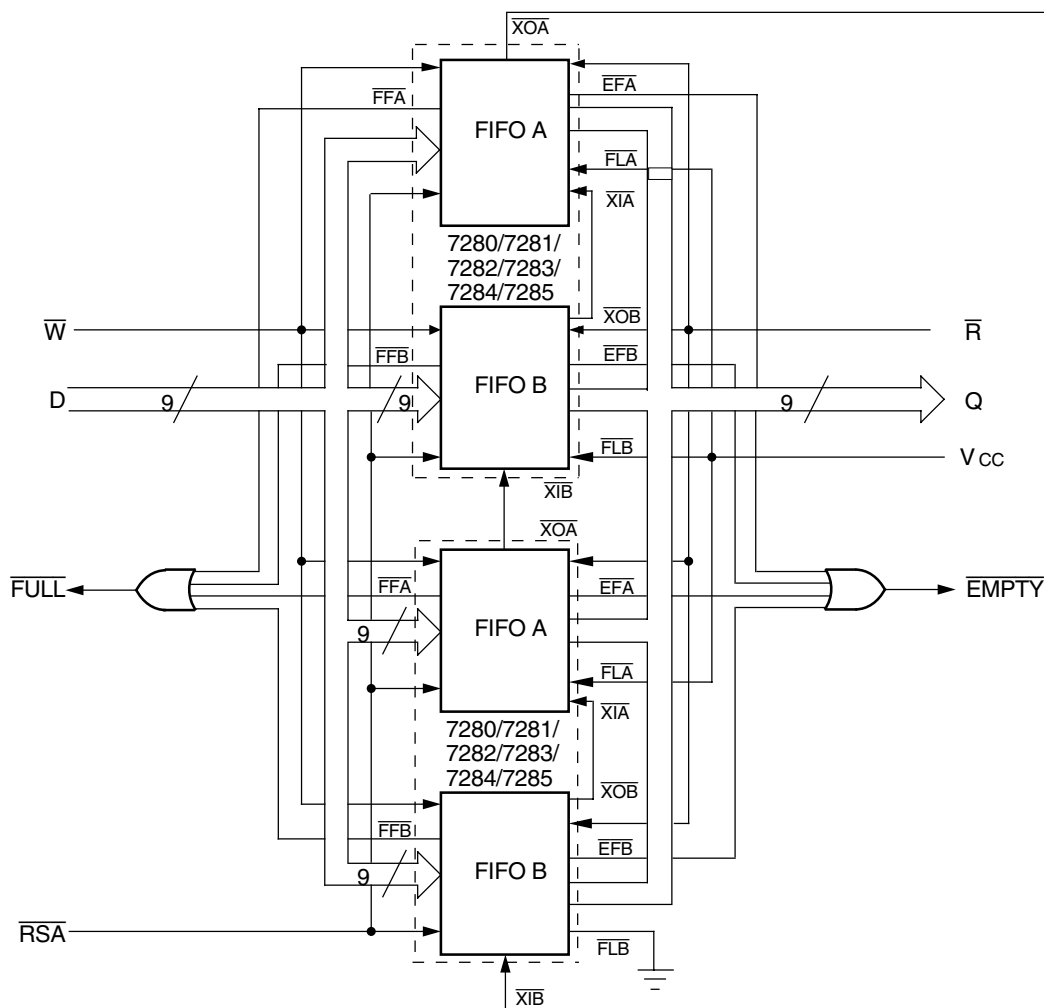 XOA
FFA
EFA
FIFO A
FLA
XIA
7280/7281/
7282/7283/
7284/7285
W
XOB
R
FFB
EFB
D
9
9
FIFO B
9
Q
FLB
VCC
XIB
XOA
FULL
FFA
EFA
EMPTY
9
FIFO A
FLA
XIA
7280/7281/
7282/7283/
7284/7285
XOB
FFB
EFB
9
FIFO B
RSA
FLB
XIB